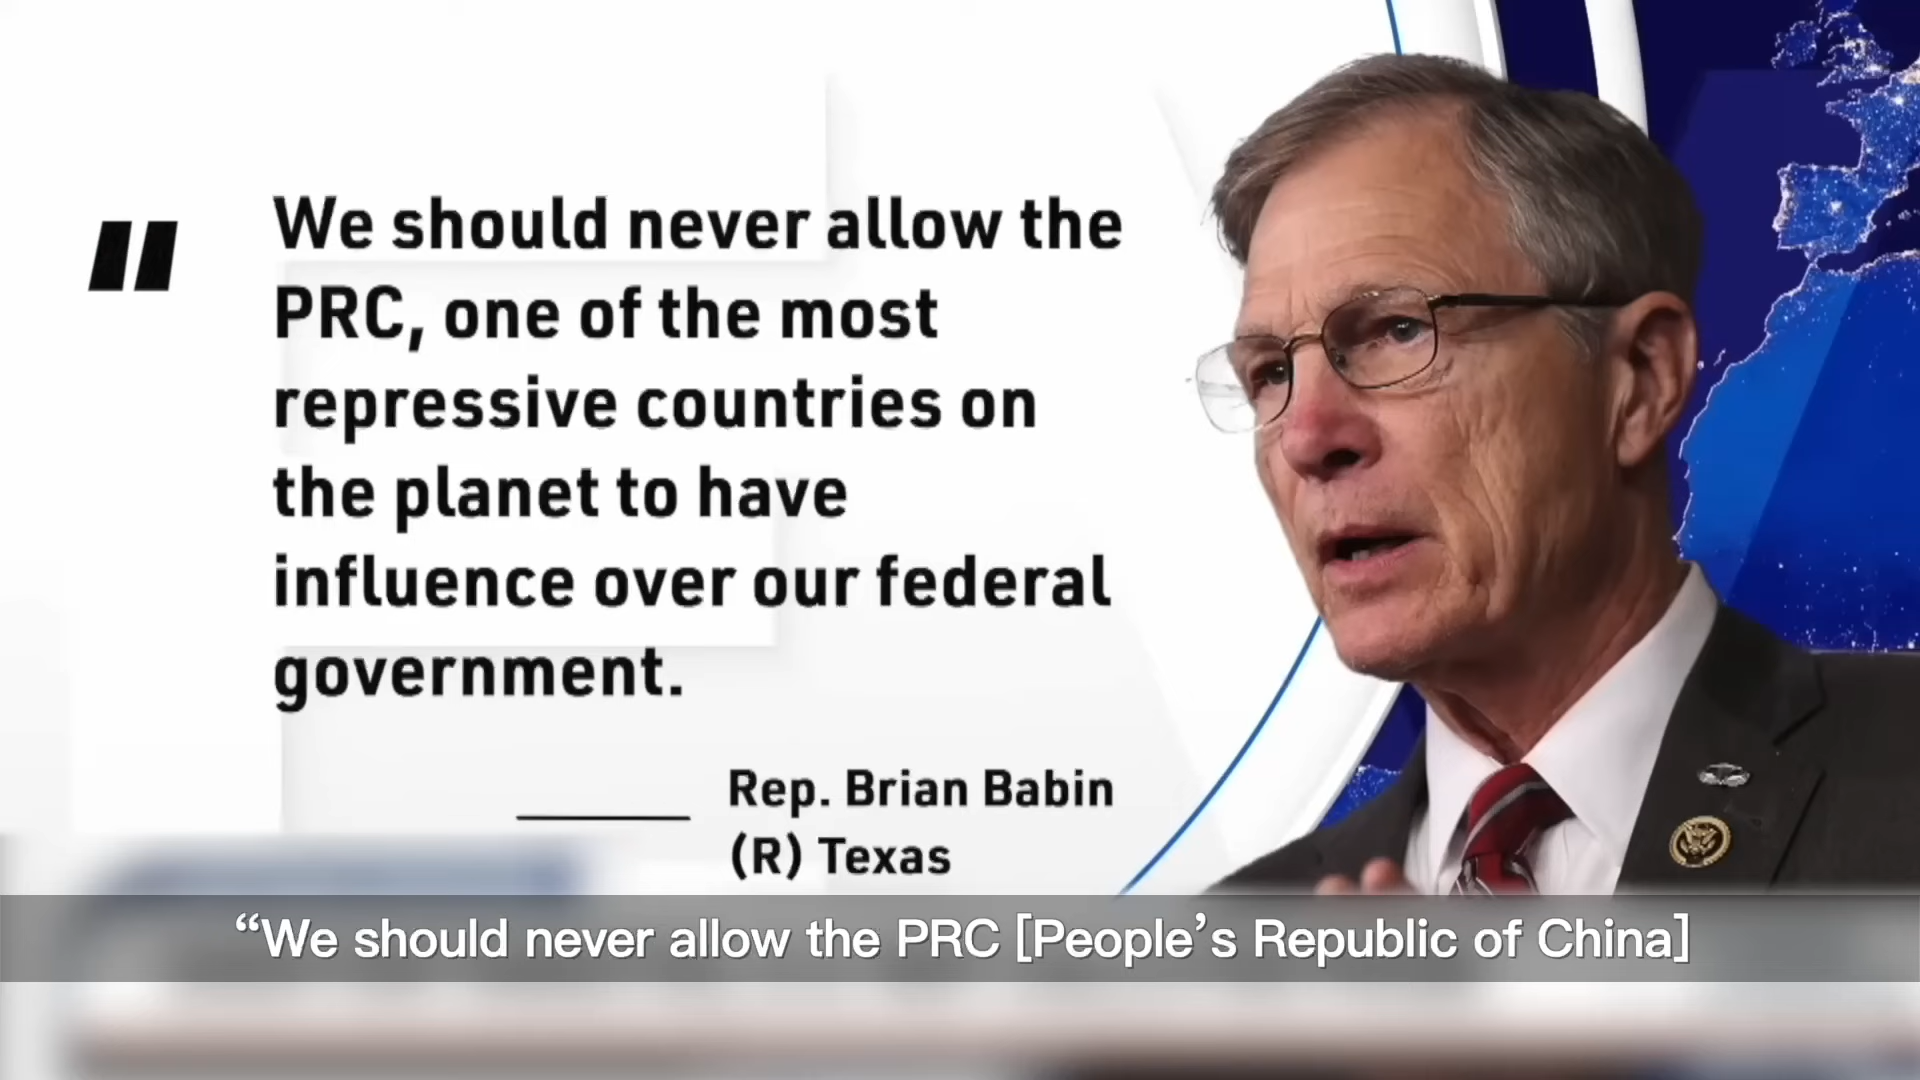 "
We should never allow the
PRC, one of the most
repressive countries on
the planet to have
influence over our federal
government.
Rep. Brian Babin
(R) Texas
“We should never allow the PRC [People’s Republic of China]